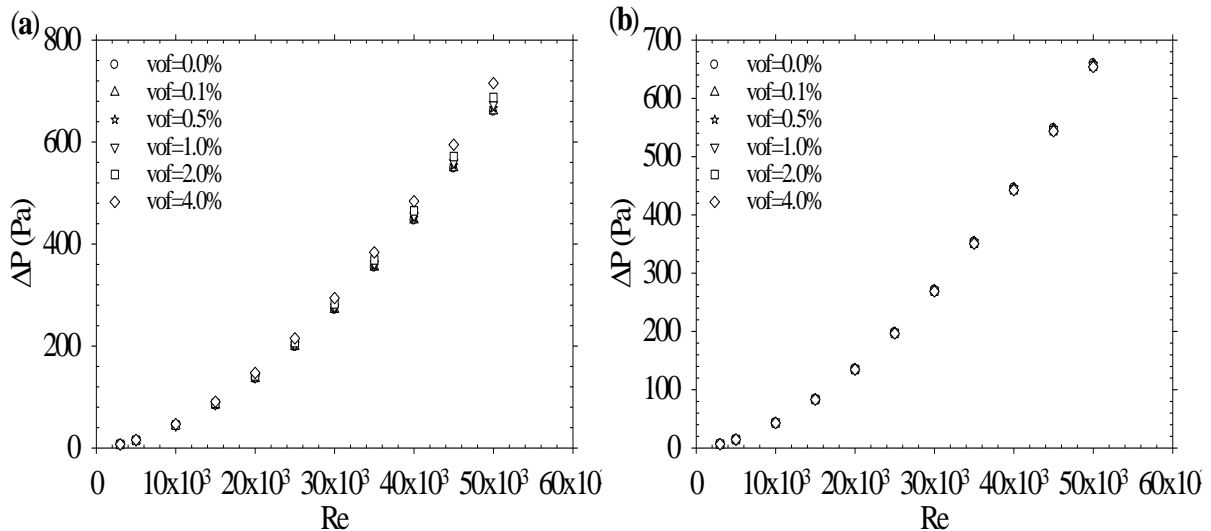 (a)
800
600
400
200
0
ΔP (Pa)
vof=0.0%
vof=0.1%
vof=0.5%
vof=1.0%
vof=2.0%
vof=4.0%
0 10x10³ 20x10³ 30x10³ 40x10³ 50x10³ 60x10³
Re
(b)
700
600
500
400
300
200
100
0
ΔP (Pa)
vof=0.0%
vof=0.1%
vof=0.5%
vof=1.0%
vof=2.0%
vof=4.0%
0 10x10³ 20x10³ 30x10³ 40x10³ 50x10³ 60x10³
Re